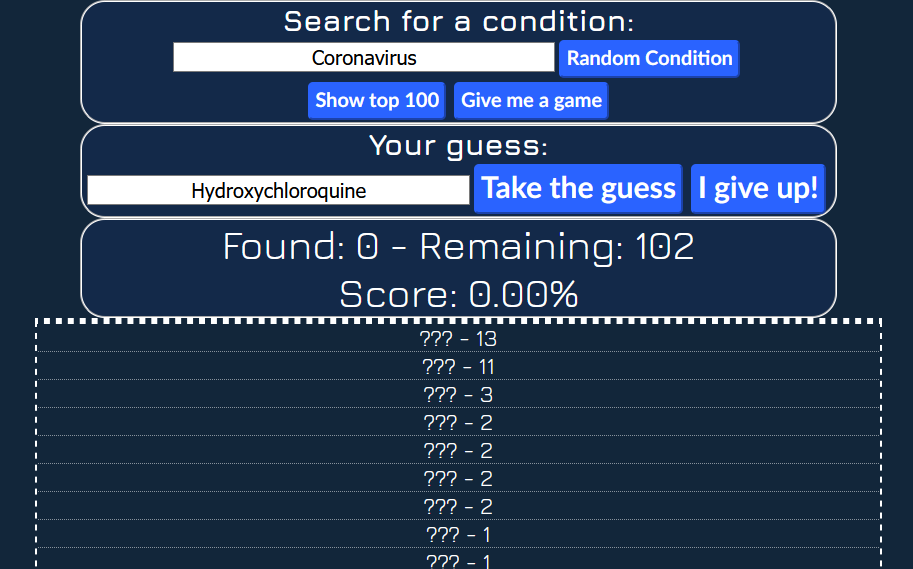 Search for a condition:
Coronavirus Random Condition
Show top 100 Give me a game
Your guess:
Hydroxychloroquine Take the guess I give up!
Found: 0 - Remaining: 102
Score: 0.00%
??? - 13
??? - 11
??? - 3
??? - 2
??? - 2
??? - 2
??? - 2
??? - 1
??? - 1